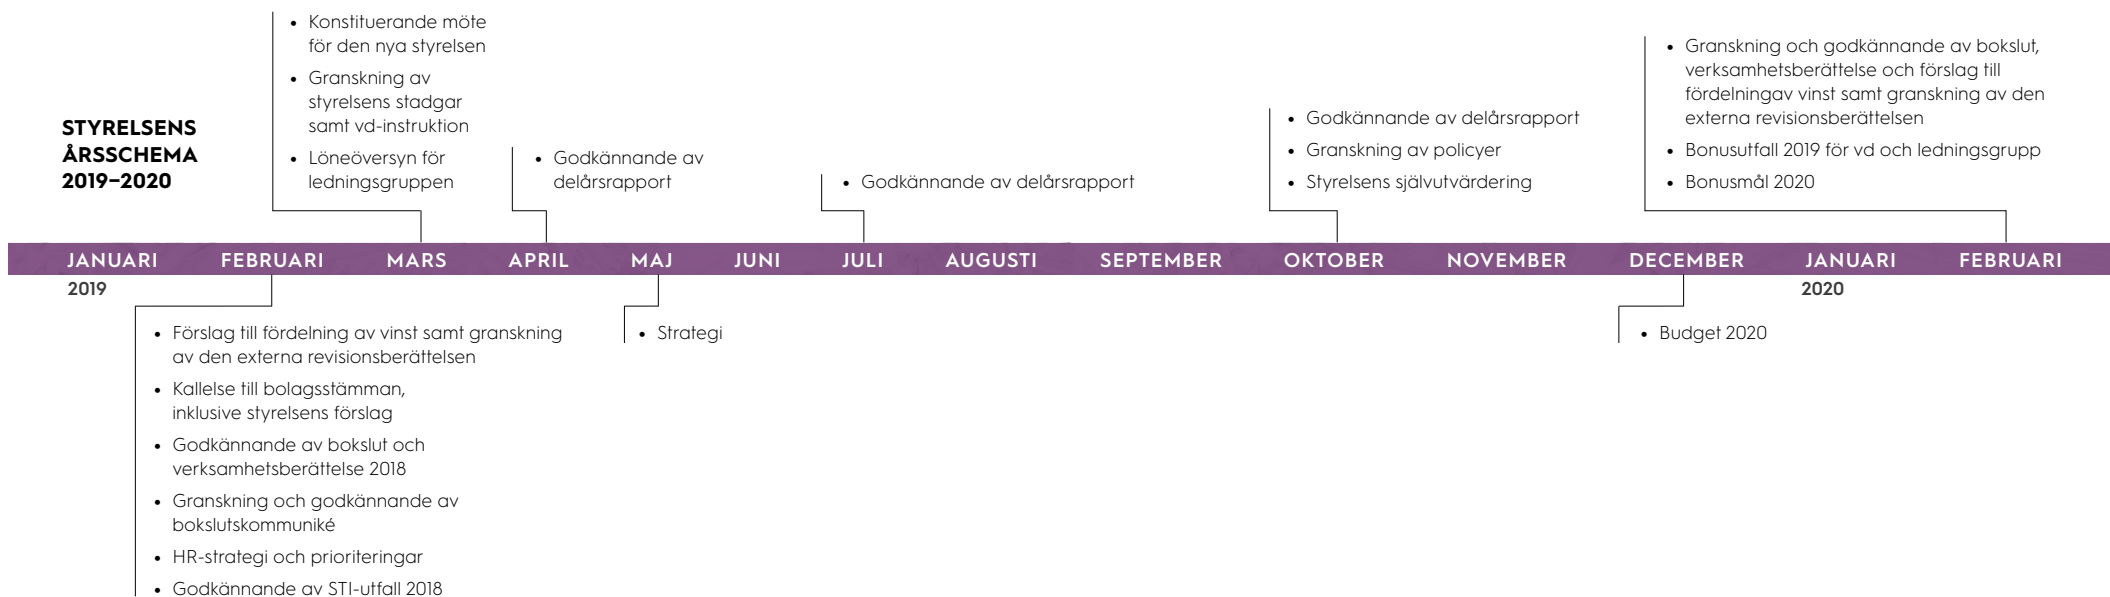 STYRELSENS
ÅRSSCHEMA
2019–2020
• Konstituerande möte
för den nya styrelsen
• Granskning av
styrelsens stadgar
samt vd-instruktion
• Löneöversyn för
ledningsgruppen
• Godkännande av
delårsrapport
• Godkännande av delårsrapport
• Godkännande av delårsrapport
• Granskning av policyer
• Styrelsens självutvärdering
• Granskning och godkännande av bokslut,
verksamhetsberättelse och förslag till
fördelningav vinst samt granskning av den
externa revisionsberättelsen
• Bonusutfall 2019 för vd och ledningsgrupp
• Bonusmål 2020
JANUARI FEBRUARI MARS APRIL MAJ JUNI JULI AUGUSTI SEPTEMBER OKTOBER NOVEMBER DECEMBER JANUARI FEBRUARI
2019 2020
• Förslag till fördelning av vinst samt granskning
av den externa revisionsberättelsen
• Kallelse till bolagsstämman,
inklusive styrelsens förslag
• Godkännande av bokslut och
verksamhetsberättelse 2018
• Granskning och godkännande av
bokslutskommuniké
• HR-strategi och prioriteringar
• Godkännande av STI-utfall 2018
• Strategi
• Budget 2020